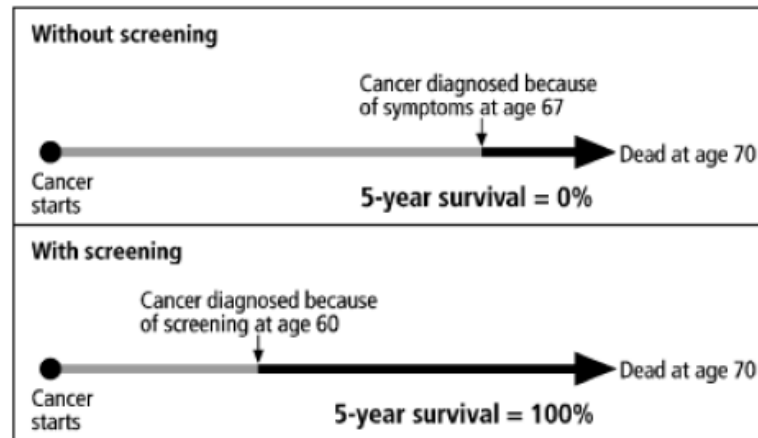 Without screening
Cancer diagnosed because
of symptoms at age 67
Dead at age 70
Cancer
starts
5-year survival = 0%
With screening
Cancer diagnosed because
of screening at age 60
Dead at age 70
Cancer
starts
5-year survival = 100%